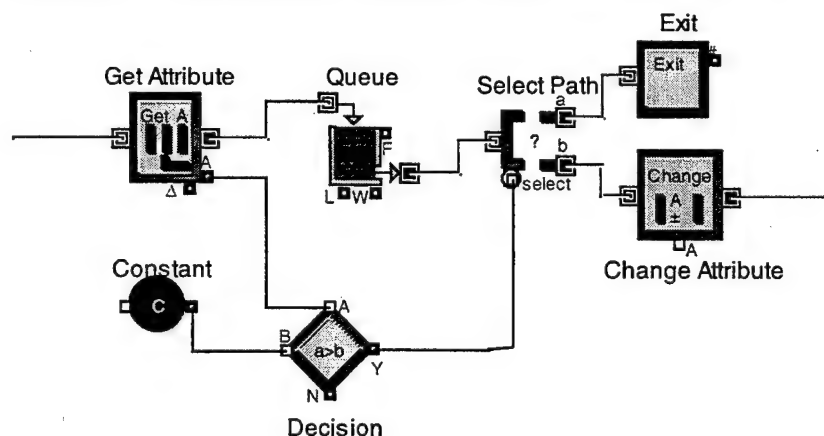 Exit
Get Attribute
Queue
Select Path
Exit
#
a
Get A
F
?
A
b
Δ
select
Change
A
±
L W
A
Constant
Change Attribute
C
A
B
a>b
Y
N
Decision